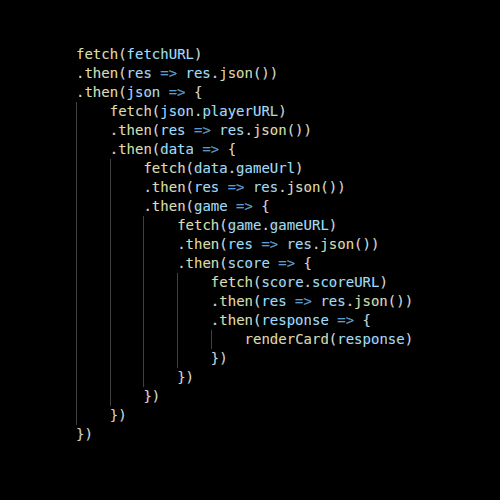 fetch(fetchURL)
.then(res => res.json())
.then(json => {
    fetch(json.playerURL)
    .then(res => res.json())
    .then(data => {
        fetch(data.gameUrl)
        .then(res => res.json())
        .then(game => {
            fetch(game.gameURL)
            .then(res => res.json())
            .then(score => {
                fetch(score.scoreURL)
                .then(res => res.json())
                .then(response => {
                    renderCard(response)
                })
            })
        })
    })
})